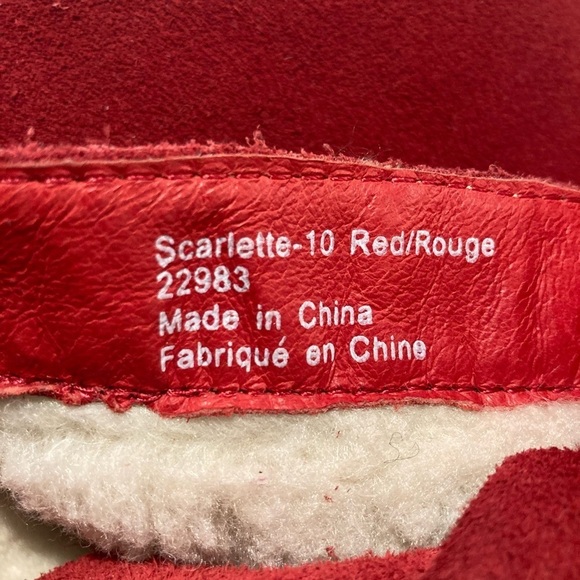 Scarlette-10 Red/Rouge
22983
Made in China
Fabriqué en Chine